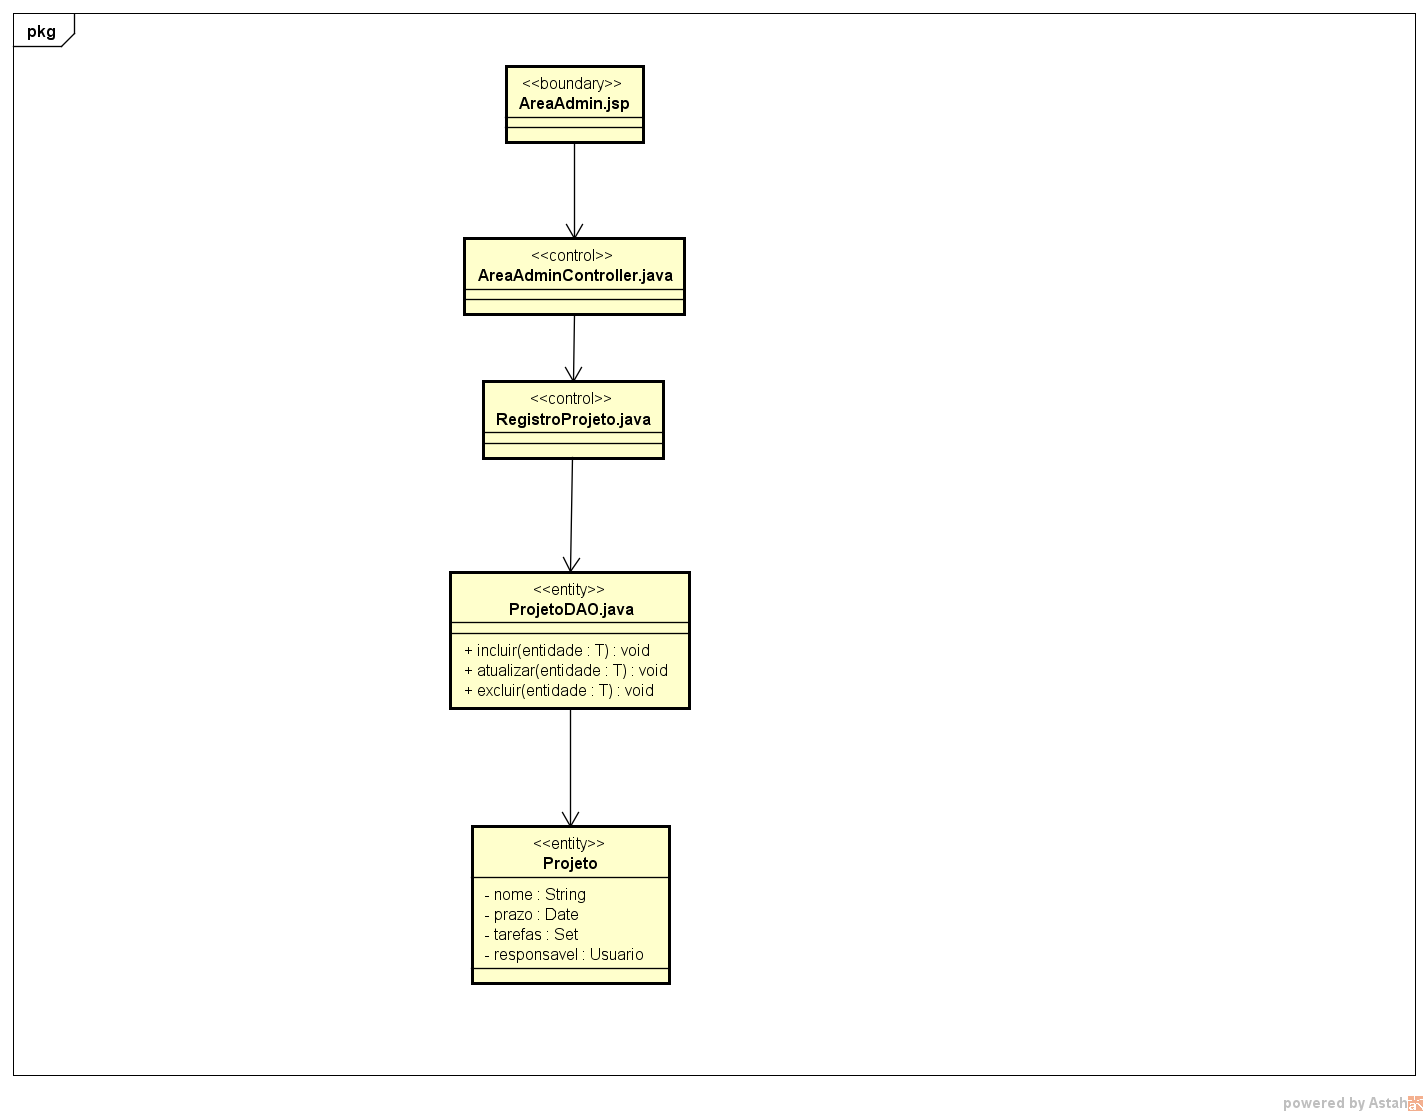 pkg
<<boundary>>
AreaAdmin.jsp
<<control>>
AreaAdminController.java
<<control>>
RegistroProjeto.java
<<entity>>
ProjetoDAO.java
+ incluir(entidade : T) : void
+ atualizar(entidade : T) : void
+ excluir(entidade : T) : void
<<entity>>
Projeto
- nome : String
- prazo : Date
- tarefas : Set
- responsavel : Usuario
powered by Astah